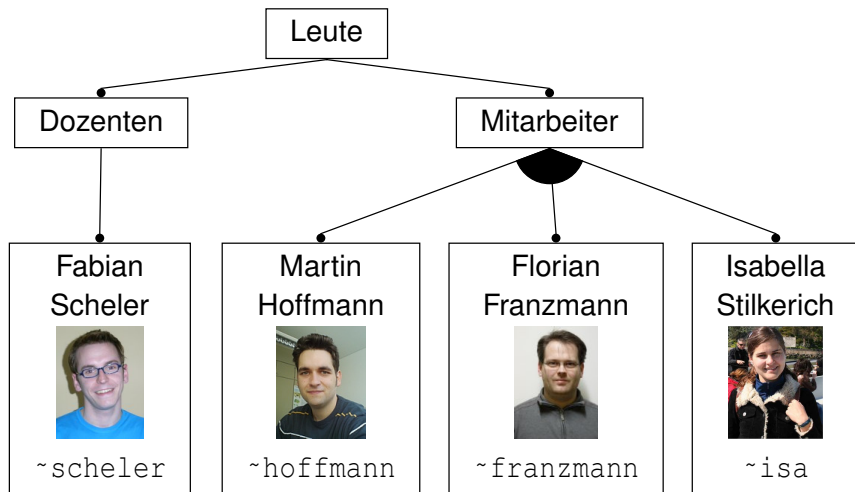 Leute
Dozenten
Mitarbeiter
Fabian
Scheler
~scheler
Martin
Hoffmann
~hoffmann
Florian
Franzmann
~franzmann
Isabella
Stilkerich
~isa